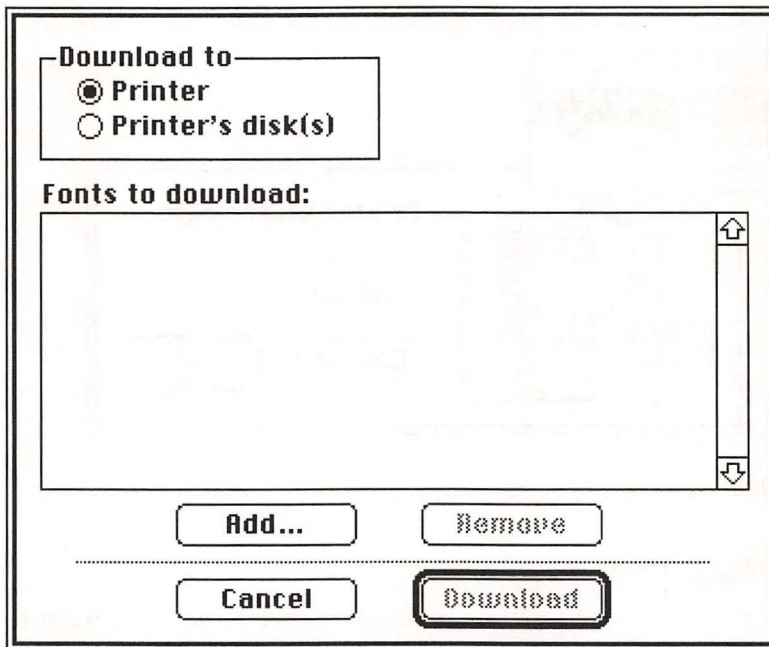 Download to
Printer
Printer's disk(s)
Fonts to download:
Add...
Remove
Cancel
Download